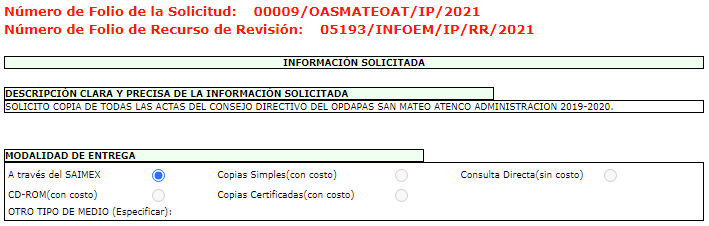 Número de Folio de la Solicitud: 00009/OASMATEOAT/IP/2021
Número de Folio de Recurso de Revisión: 05193/INFOEM/IP/RR/2021
INFORMACIÓN SOLICITADA
DESCRIPCIÓN CLARA Y PRECISA DE LA INFORMACIÓN SOLICITADA
SOLICITO COPIA DE TODAS LAS ACTAS DEL CONSEJO DIRECTIVO DEL OPDAPAS SAN MATEO ATENCO ADMINISTRACION 2019-2020.
MODALIDAD DE ENTREGA
A través del SAIMEX Copias Simples(con costo) Consulta Directa(sin costo)
CD-ROM(con costo) Copias Certificadas(con costo)
OTRO TIPO DE MEDIO (Especificar):